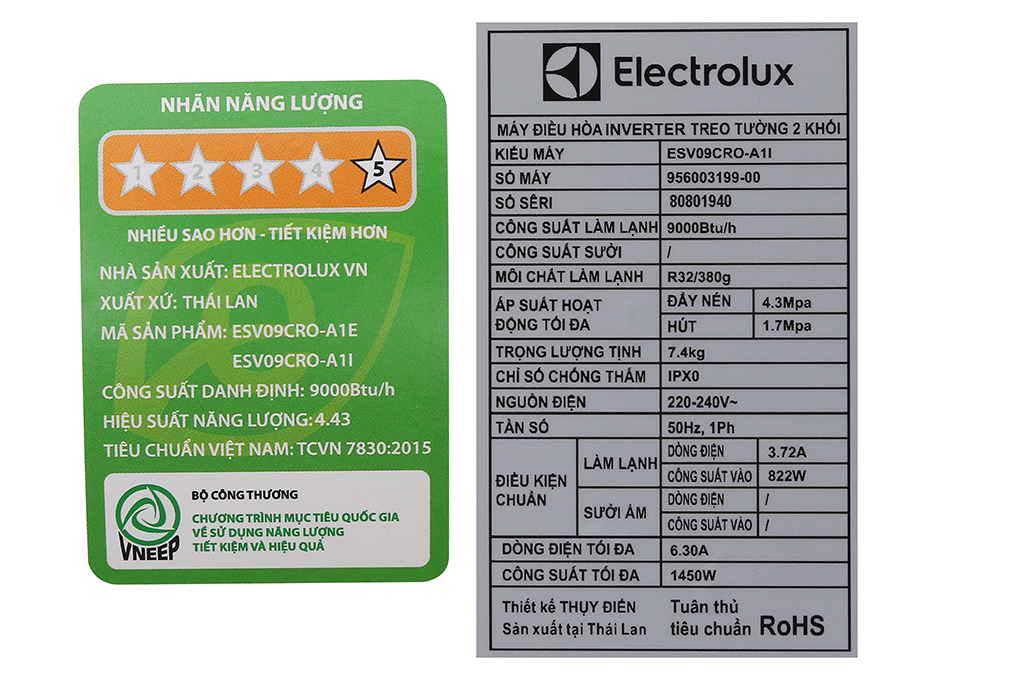 NHÃN NĂNG LƯỢNG
1 2 3 4 5
NHIỀU SAO HƠN - TIẾT KIỆM HƠN
NHÀ SẢN XUẤT: ELECTROLUX VN
XUẤT XỨ: THÁI LAN
MÃ SẢN PHẨM: ESV09CRO-A1E
ESV09CRO-A1I
CÔNG SUẤT DANH ĐỊNH: 9000Btu/h
HIỆU SUẤT NĂNG LƯỢNG: 4.43
TIÊU CHUẨN VIỆT NAM: TCVN 7830:2015
VNEEP
BỘ CÔNG THƯƠNG
CHƯƠNG TRÌNH MỤC TIÊU QUỐC GIA
VỀ SỬ DỤNG NĂNG LƯỢNG
TIẾT KIỆM VÀ HIỆU QUẢ
Electrolux
MÁY ĐIỀU HÒA INVERTER TREO TƯỜNG 2 KHỐI
KIỂU MÁY ESV09CRO-A1I
SỐ MÁY 956003199-00
SỐ SÊRI 80801940
CÔNG SUẤT LÀM LẠNH 9000Btu/h
CÔNG SUẤT SƯỞI /
MÔI CHẤT LÀM LẠNH R32/380g
ÁP SUẤT HOẠT ĐỘNG TỐI ĐA
ĐẨY NÉN 4.3Mpa
HÚT 1.7Mpa
TRỌNG LƯỢNG TỊNH 7.4kg
CHỈ SỐ CHỐNG THẤM IPX0
NGUỒN ĐIỆN 220-240V~
TẦN SỐ 50Hz, 1Ph
ĐIỀU KIỆN CHUẨN
LÀM LẠNH
DÒNG ĐIỆN 3.72A
CÔNG SUẤT VÀO 822W
SƯỞI ẤM
DÒNG ĐIỆN /
CÔNG SUẤT VÀO /
DÒNG ĐIỆN TỐI ĐA 6.30A
CÔNG SUẤT TỐI ĐA 1450W
Thiết kế THỤY ĐIỂN
Sản xuất tại Thái Lan
Tuân thủ
tiêu chuẩn RoHS